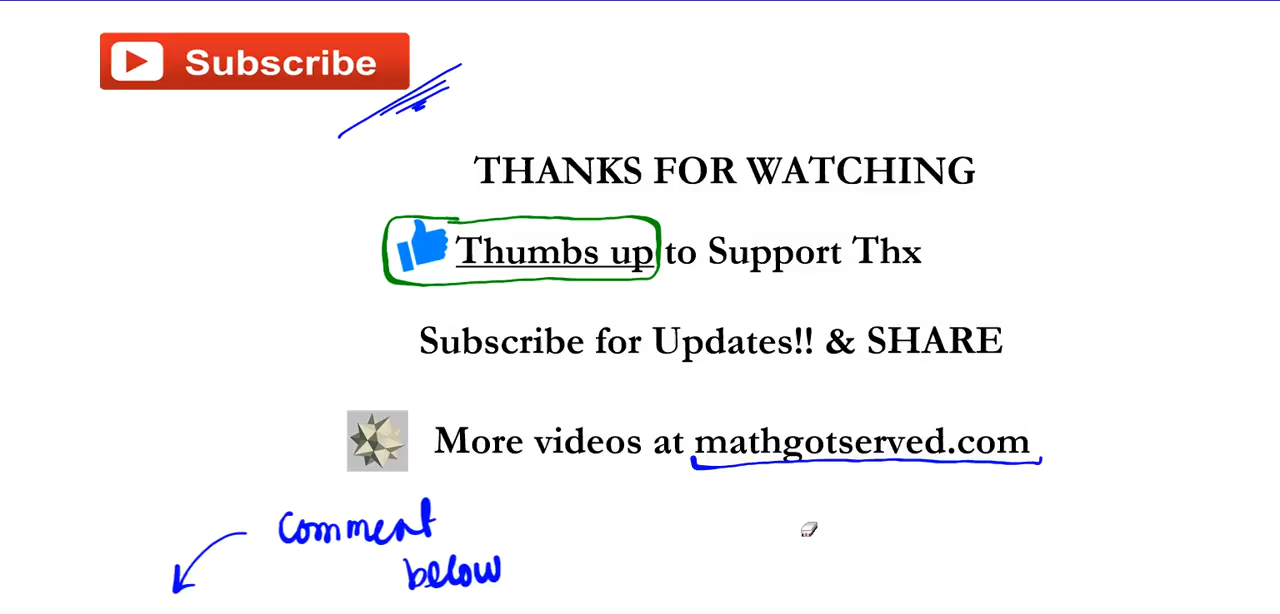 Subscribe
THANKS FOR WATCHING
Thumbs up to Support Thx
Subscribe for Updates!! & SHARE
More videos at mathgotserved.com
comment
below